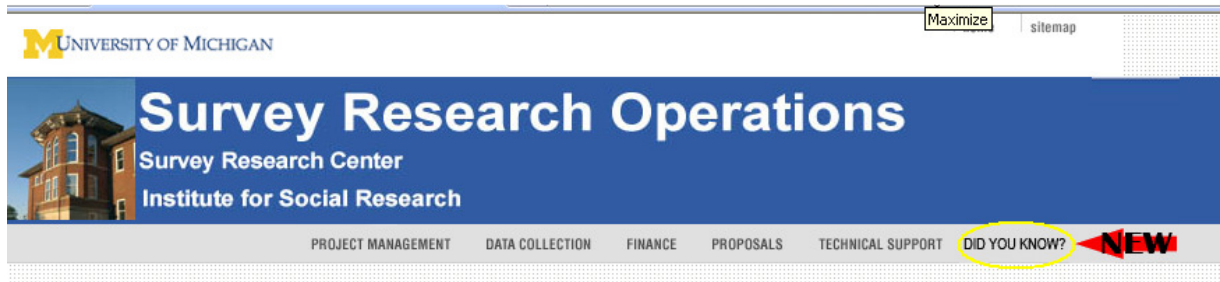 Maximize
sitemap
UNIVERSITY OF MICHIGAN
Survey Research Operations
Survey Research Center
Institute for Social Research
PROJECT MANAGEMENT DATA COLLECTION FINANCE PROPOSALS TECHNICAL SUPPORT DID YOU KNOW? NEW